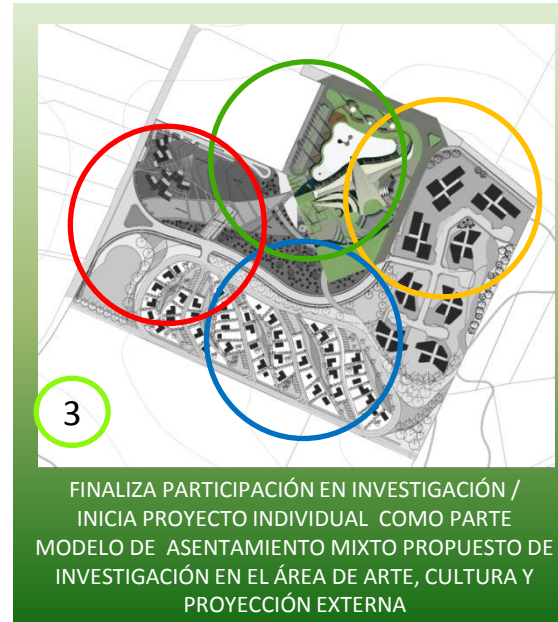 3
FINALIZA PARTICIPACIÓN EN INVESTIGACIÓN /
INICIA PROYECTO INDIVIDUAL COMO PARTE
MODELO DE ASENTAMIENTO MIXTO PROPUESTO DE
INVESTIGACIÓN EN EL ÁREA DE ARTE, CULTURA Y
PROYECCIÓN EXTERNA